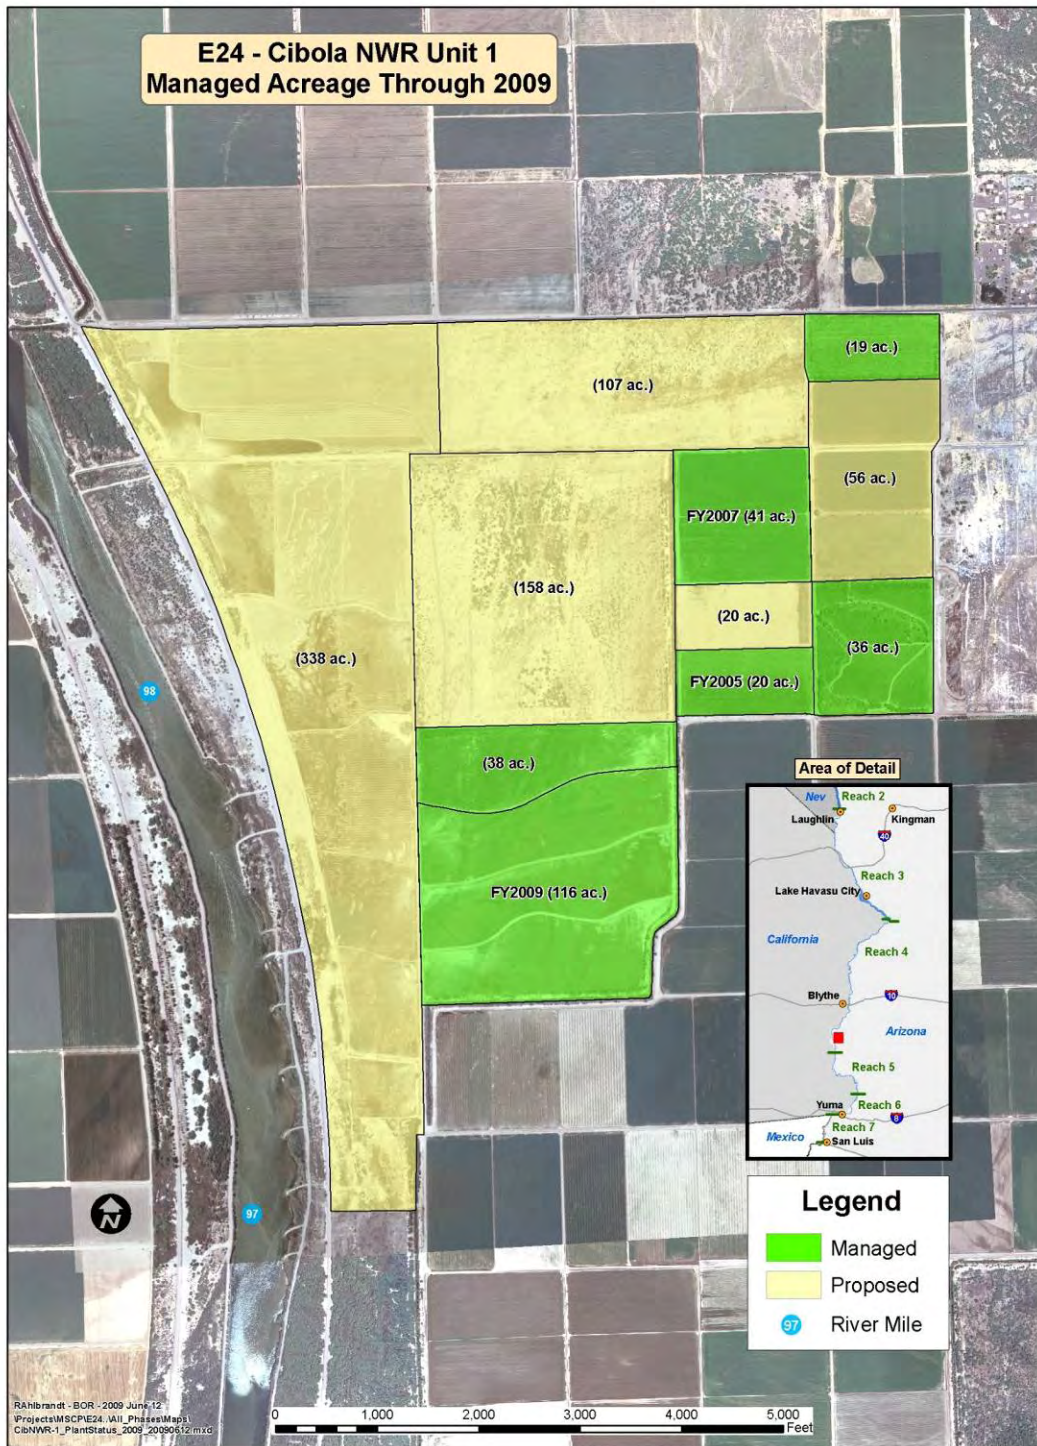 E24 - Cibola NWR Unit 1
Managed Acreage Through 2009
(19 ac.)
(107 ac.)
(56 ac.)
FY2007 (41 ac.)
(158 ac.)
(20 ac.)
(36 ac.)
(338 ac.)
FY2005 (20 ac.)
98
(38 ac.)
FY2009 (116 ac.)
Area of Detail
Nev
Reach 2
Laughlin
Kingman
40
Reach 3
Lake Havasu City
California
Reach 4
Blythe
10
Arizona
Reach 5
Yuma
Reach 6
8
Reach 7
Mexico
San Luis
N
97
Legend
Managed
Proposed
97
River Mile
RAhlbrandt - BOR - 2009 June 12
\Projects\MSCP\E24..\All_Phases\Maps\
CibNWR-1_PlantStatus_2009_20090612.mxd
0 1,000 2,000 3,000 4,000 5,000
Feet